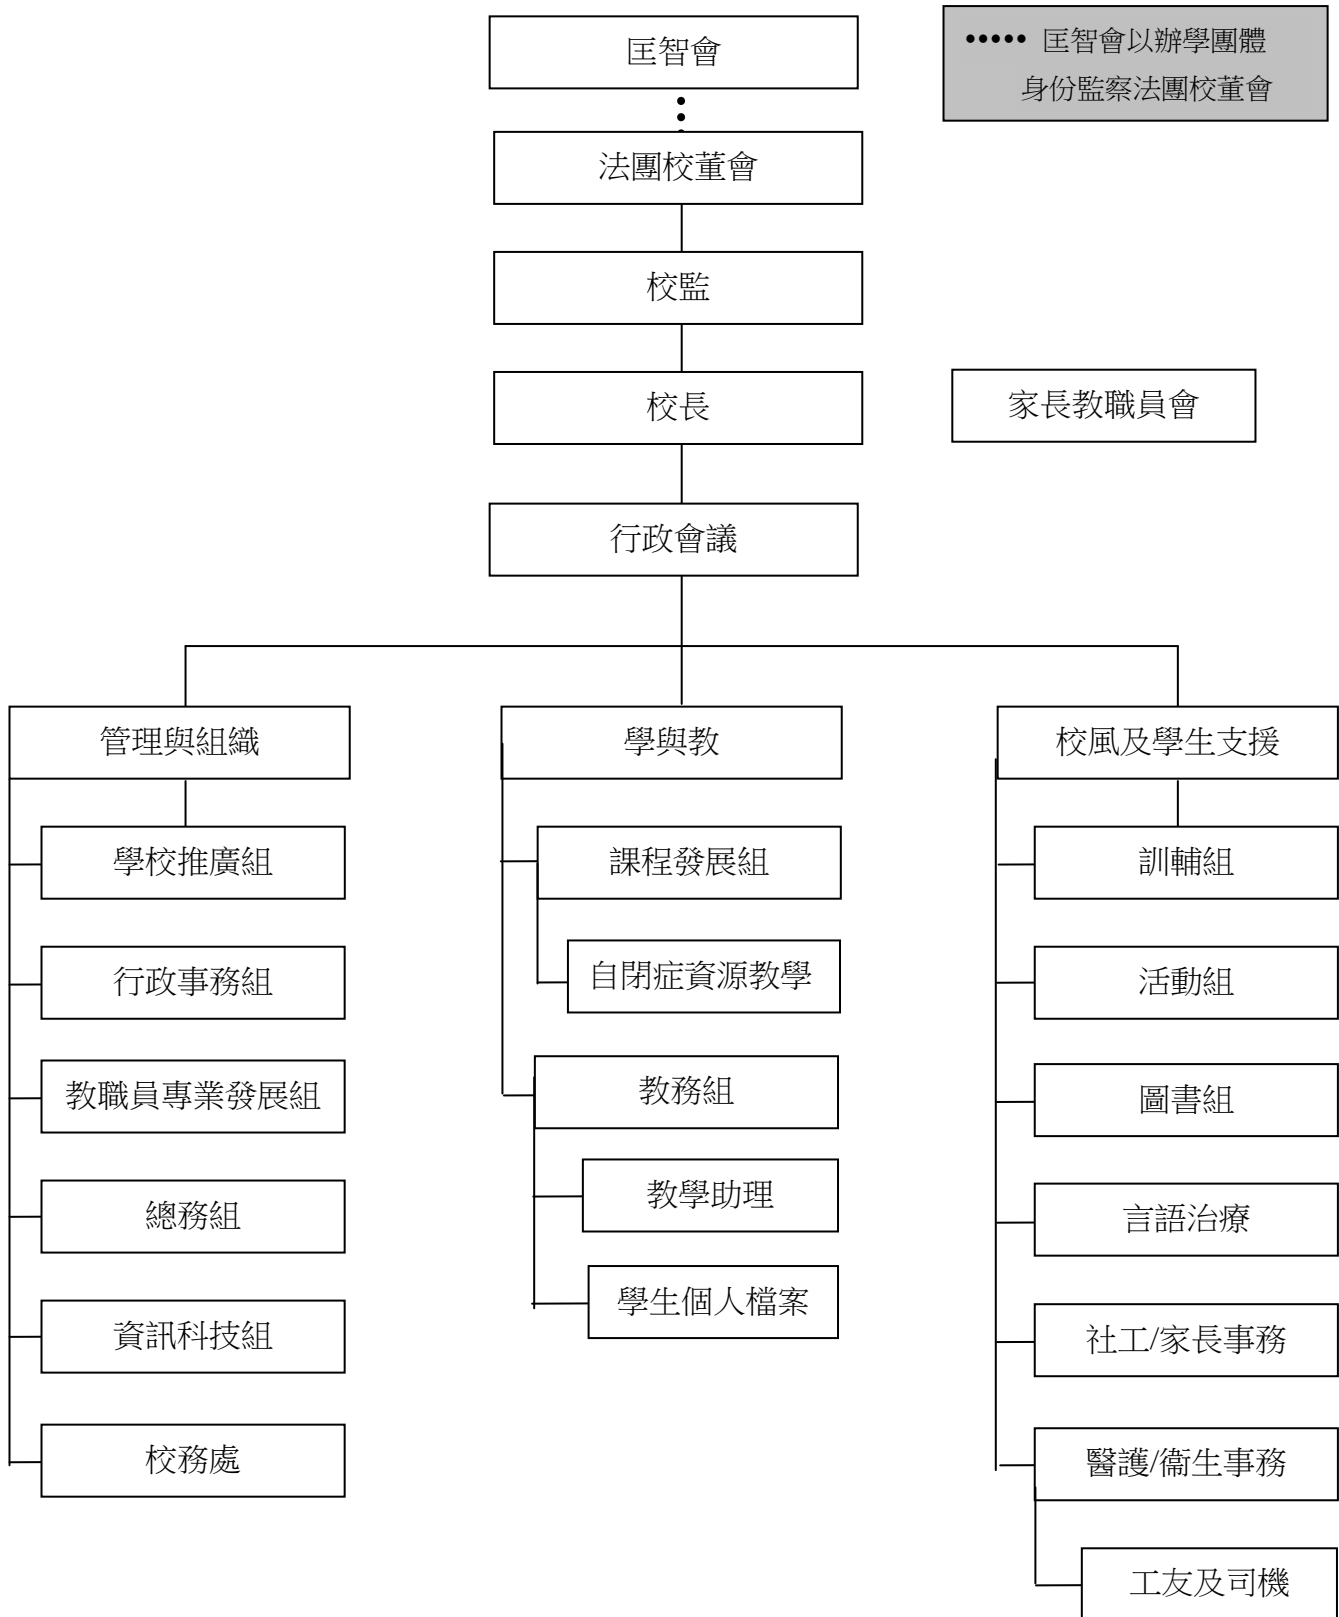 匡智會
••••• 匡智會以辦學團體
身份監察法團校董會
法團校董會
校監
校長
家長教職員會
行政會議
管理與組織
學校推廣組
行政事務組
教職員專業發展組
總務組
資訊科技組
校務處
學與教
課程發展組
自閉症資源教學
教務組
教學助理
學生個人檔案
校風及學生支援
訓輔組
活動組
圖書組
言語治療
社工/家長事務
醫護/衞生事務
工友及司機